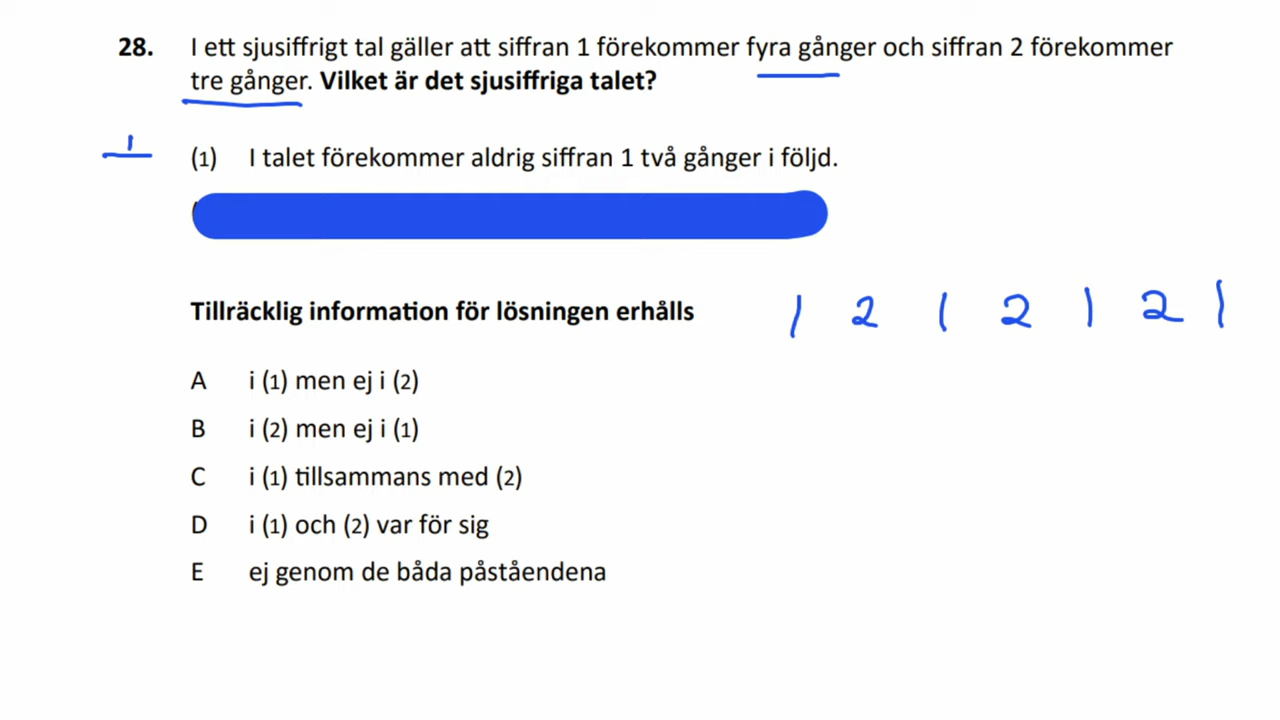 28. I ett sjusiffrigt tal gäller att siffran 1 förekommer fyra gånger och siffran 2 förekommer
tre gånger. Vilket är det sjusiffriga talet?
1
(1) I talet förekommer aldrig siffran 1 två gånger i följd.
Tillräcklig information för lösningen erhålls
1 2 1 2 1 2 1
A i (1) men ej i (2)
B i (2) men ej i (1)
C i (1) tillsammans med (2)
D i (1) och (2) var för sig
E ej genom de båda påståendena